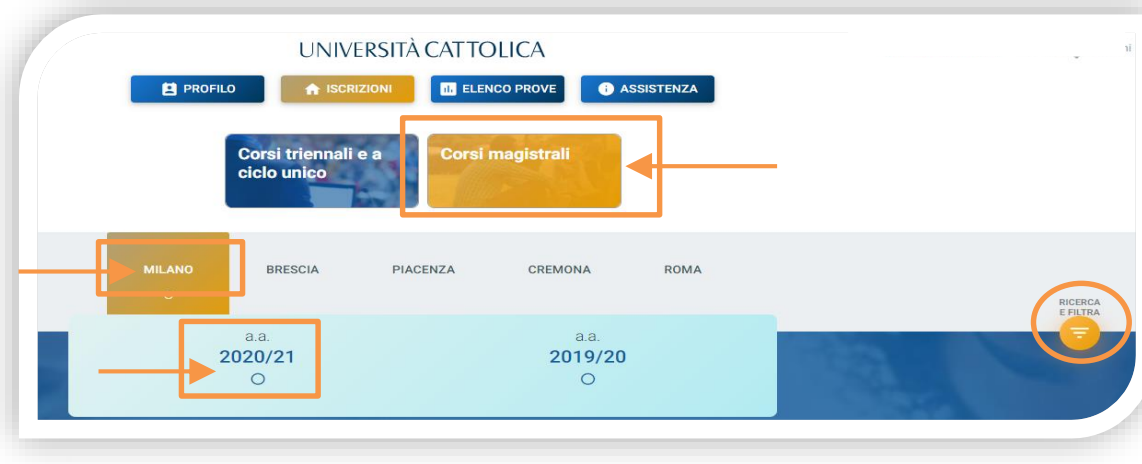 UNIVERSITÀ CATTOLICA
PROFILO
ISCRIZIONI
ELENCO PROVE
ASSISTENZA
Corsi triennali e a
ciclo unico
Corsi magistrali
MILANO
BRESCIA
PIACENZA
CREMONA
ROMA
RICERCA
E FILTRA
a.a.
2020/21
a.a.
2019/20